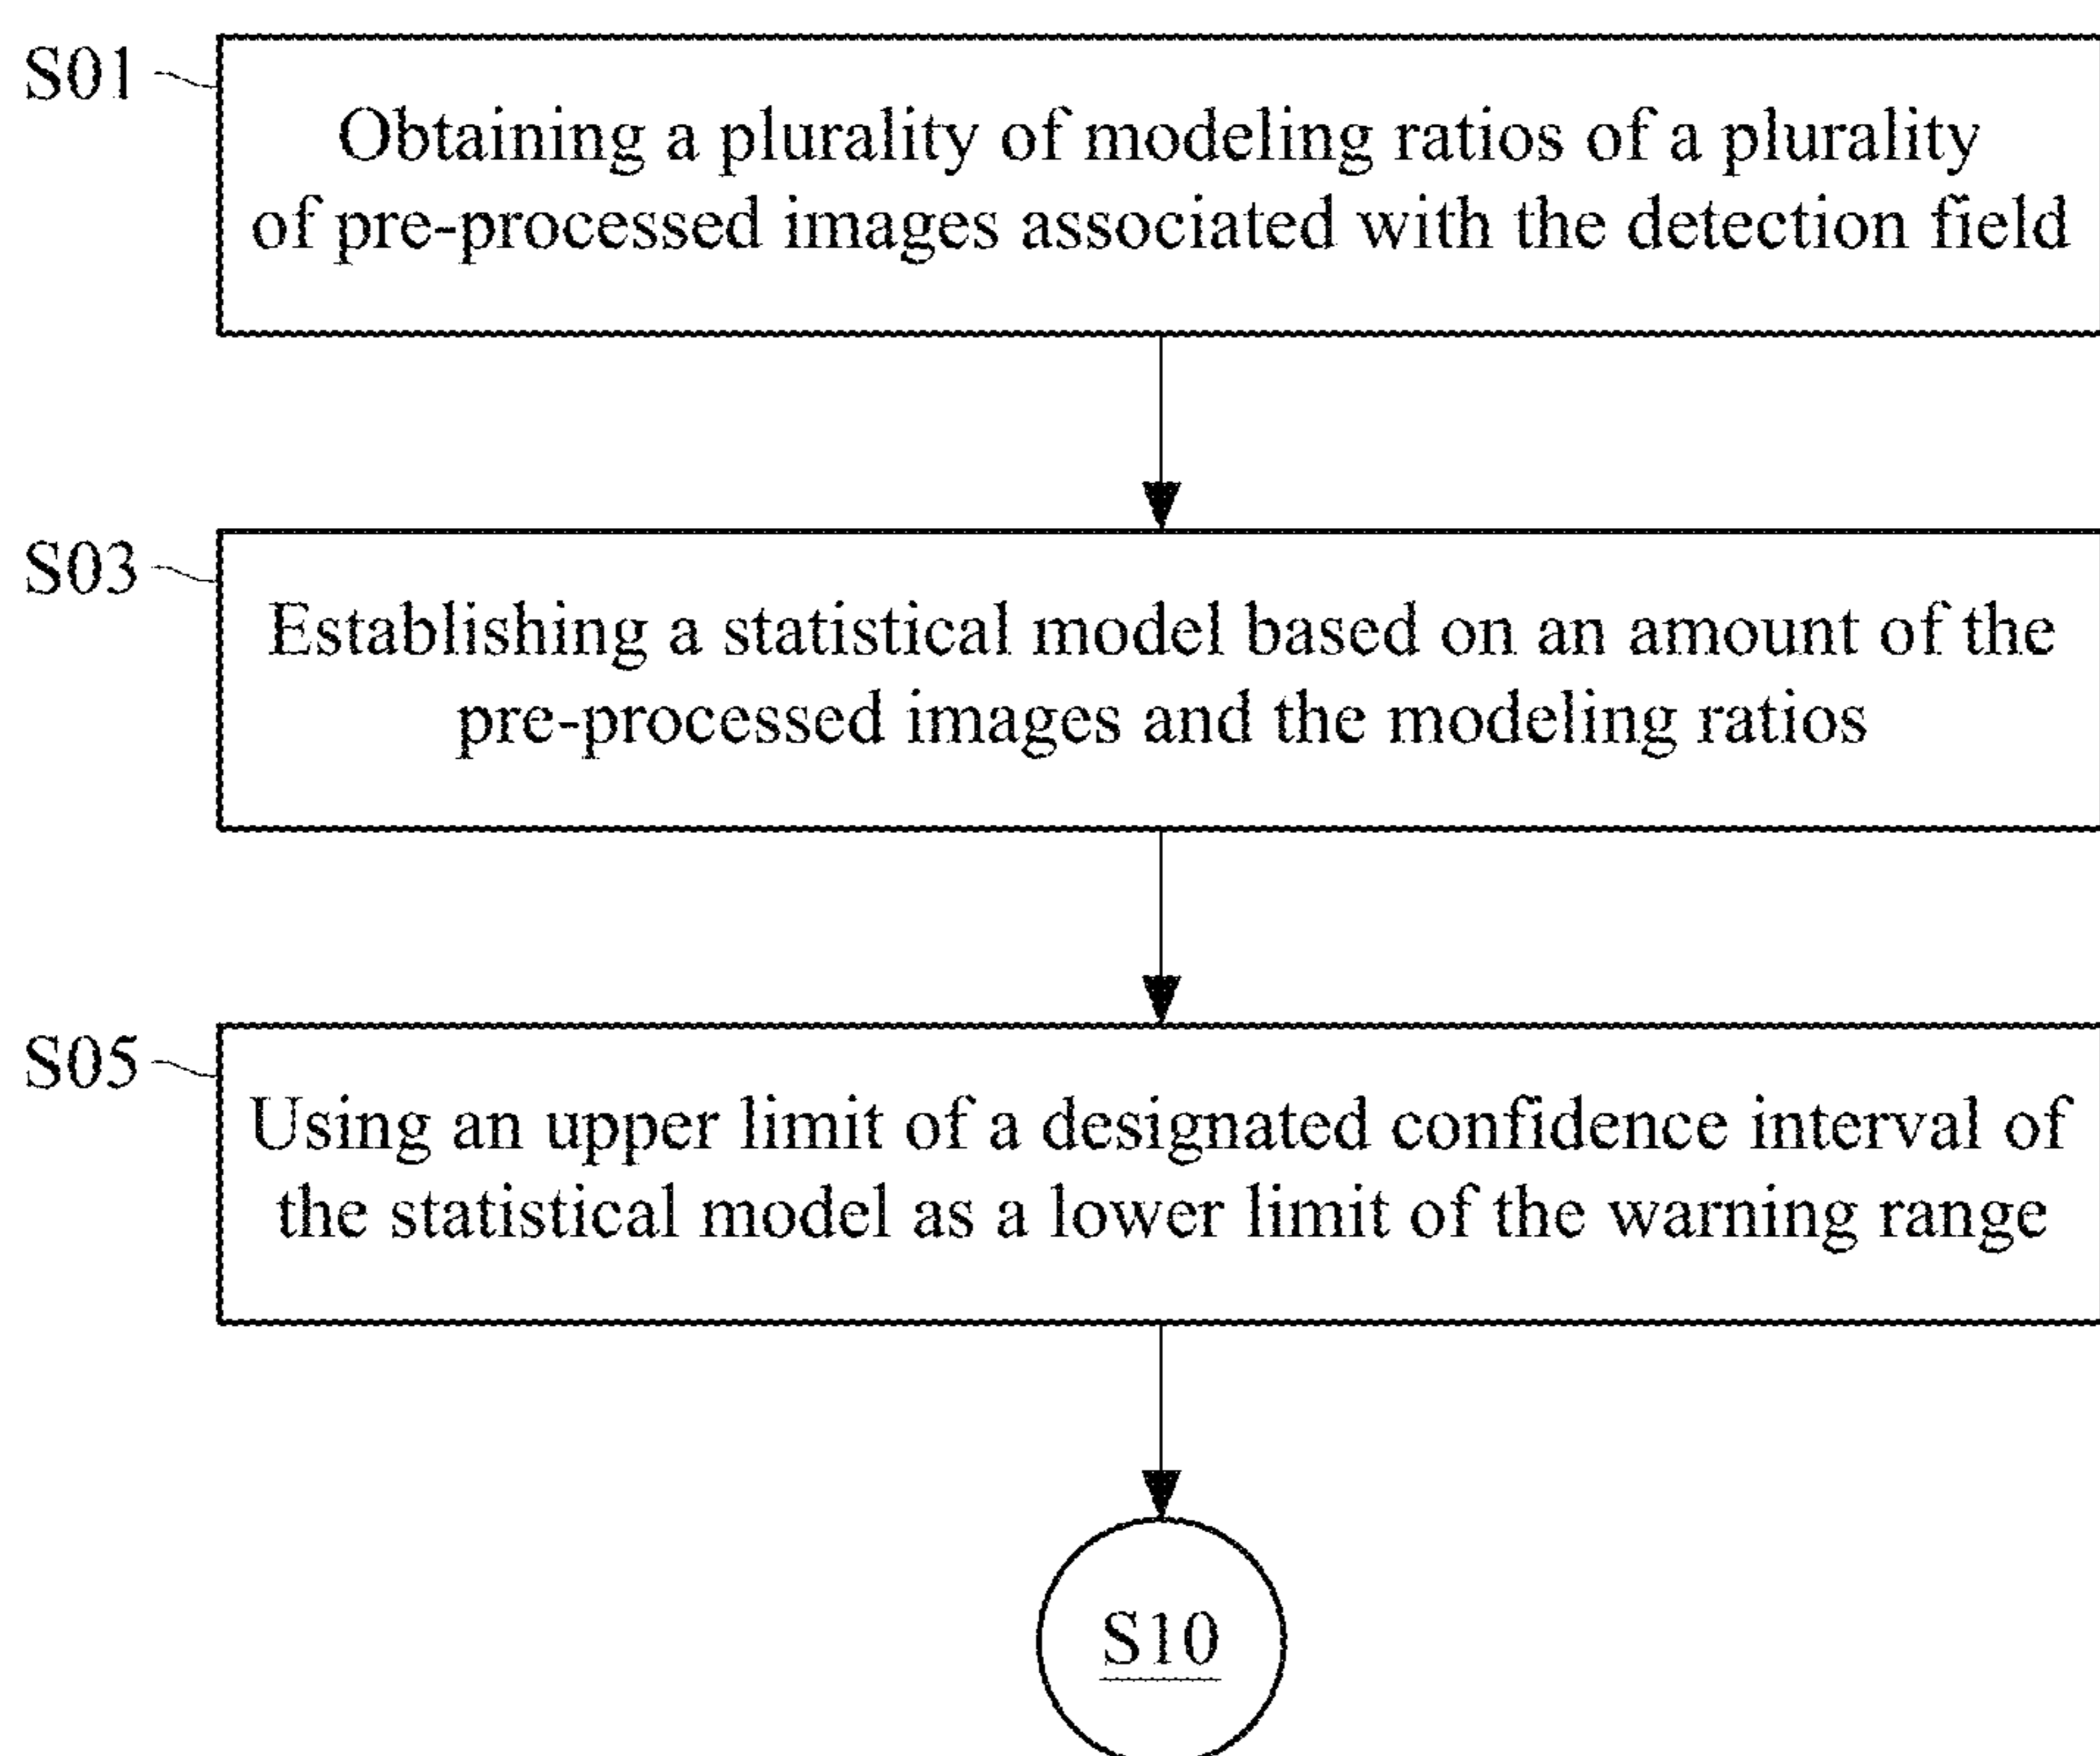 S01
Obtaining a plurality of modeling ratios of a plurality
of pre-processed images associated with the detection field
S03
Establishing a statistical model based on an amount of the
pre-processed images and the modeling ratios
S05
Using an upper limit of a designated confidence interval of
the statistical model as a lower limit of the warning range
S10